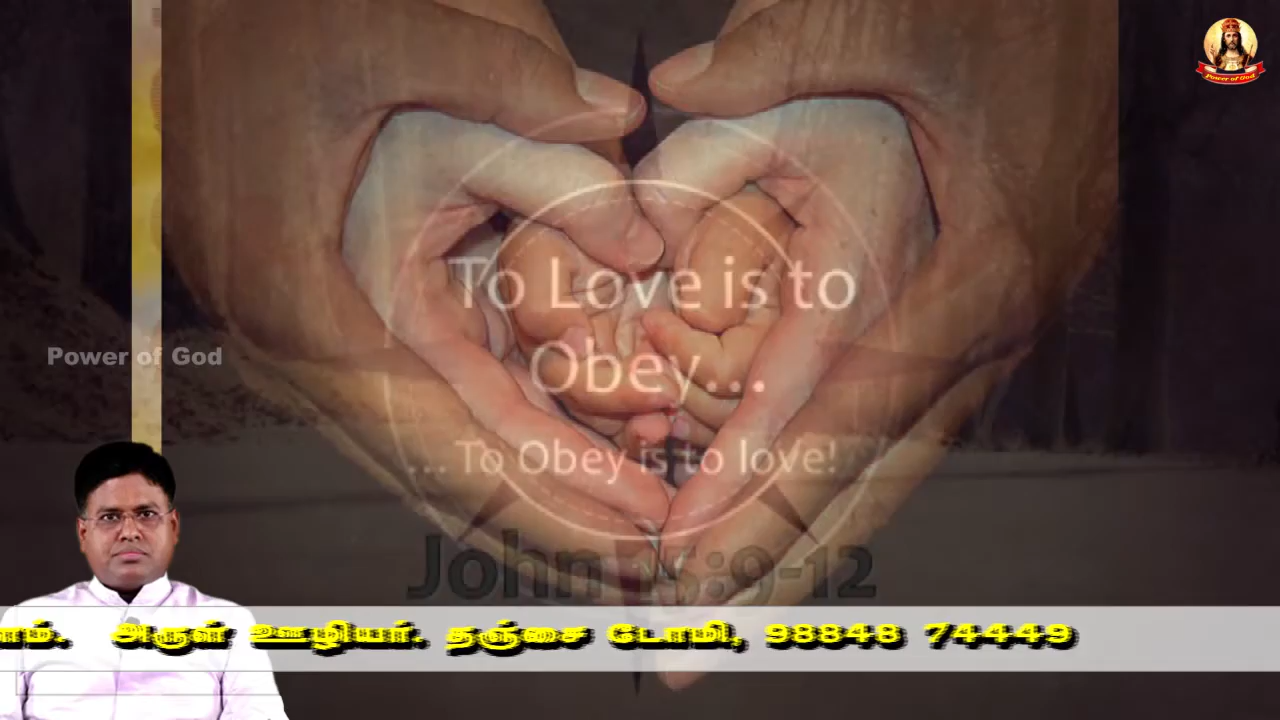 Power of God
To Love is to
Obey...
... To Obey is to love!
Power of God
John 15:9-12
ாம். அருள் ஊழியர். தஞ்சை டோமி, 98848 74449